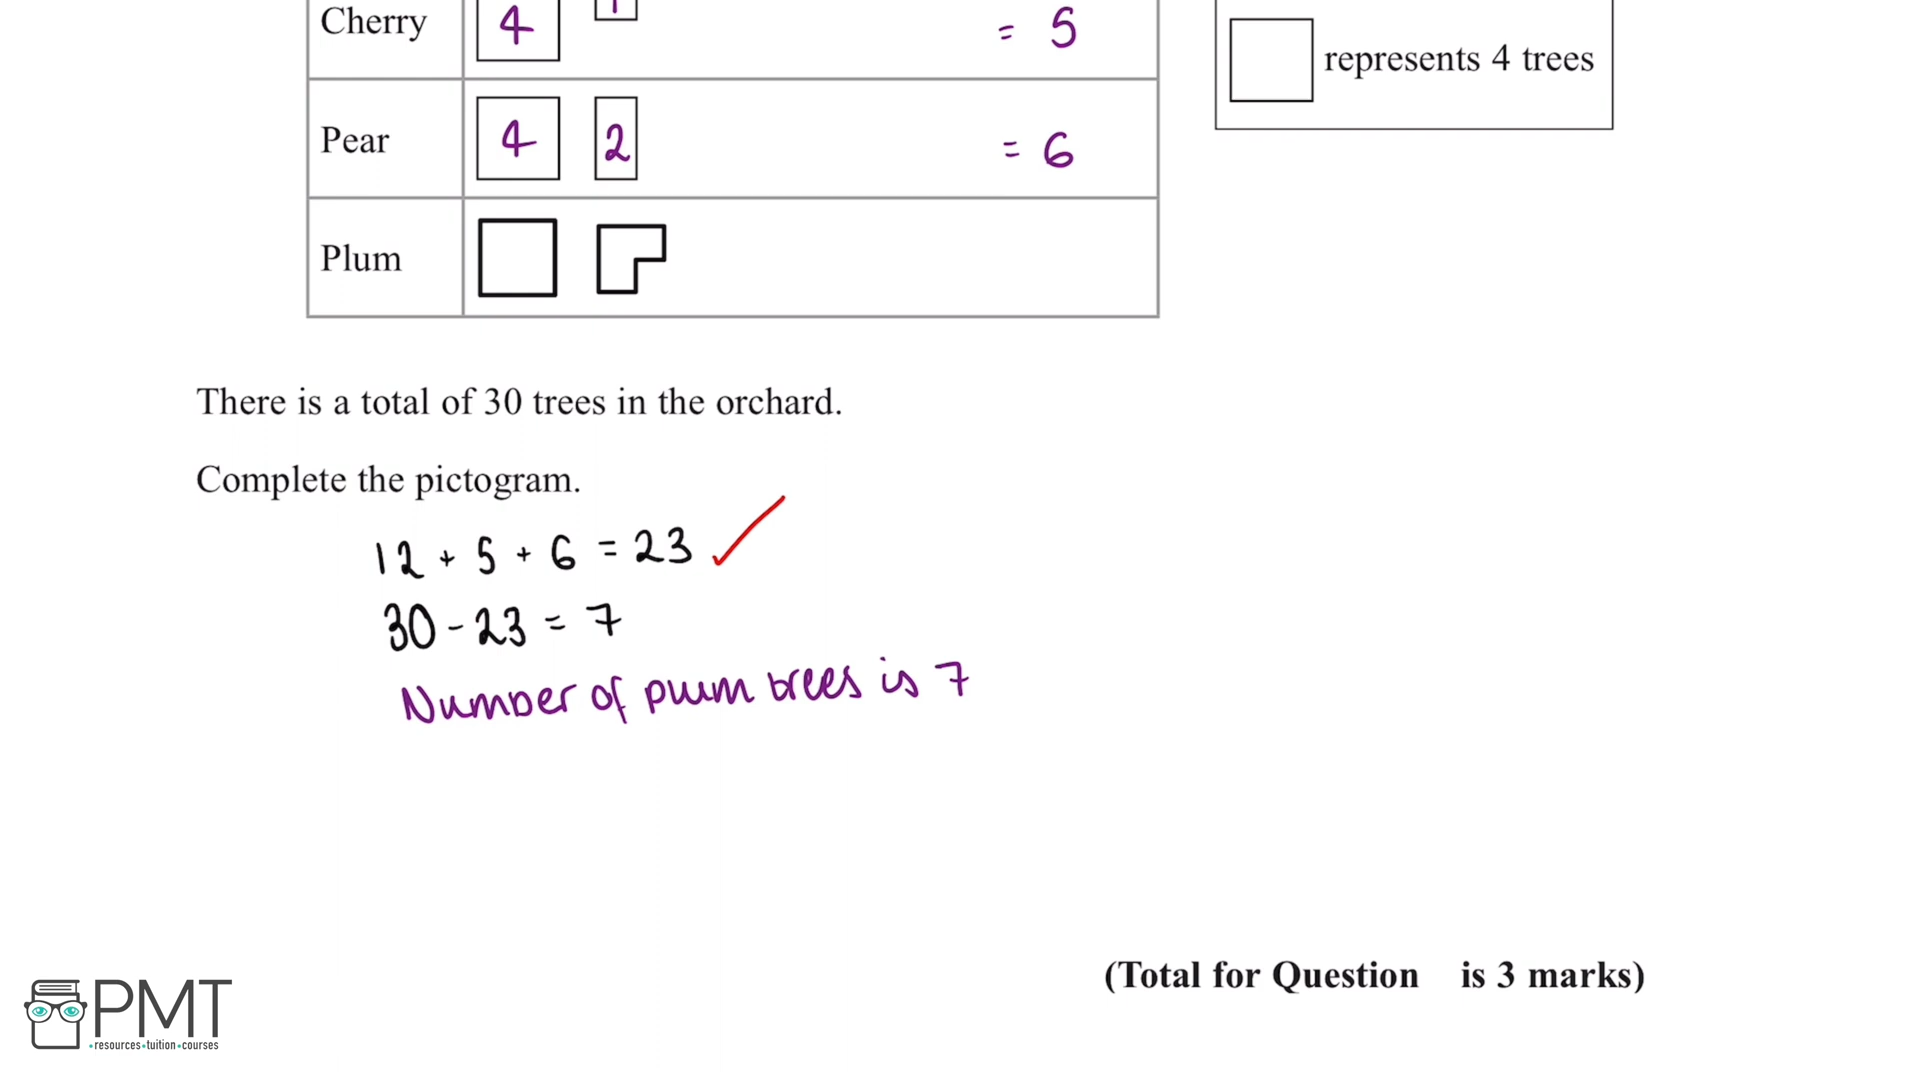 Cherry 4 1 = 5
represents 4 trees
Pear 4 2 = 6
Plum
There is a total of 30 trees in the orchard.
Complete the pictogram.
12 + 5 + 6 = 23
30 - 23 = 7
Number of plum trees is 7
(Total for Question is 3 marks)
PMT
•resources•tuition•courses